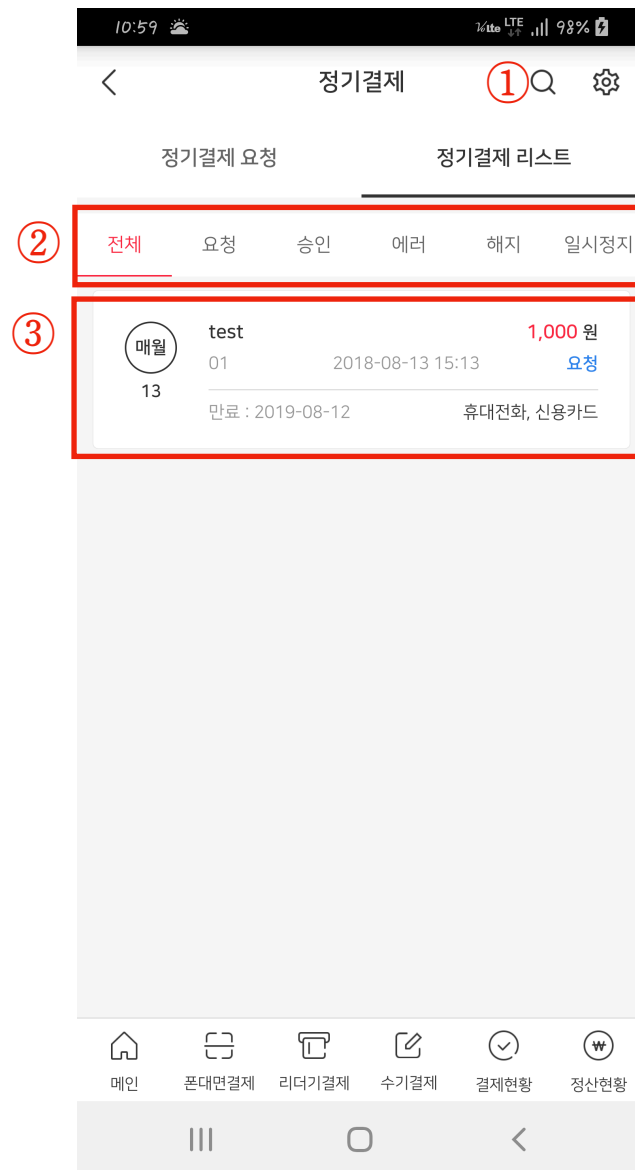 10:59 LTE 98%
정기결제 ①
정기결제 요청 정기결제 리스트
② 전체 요청 승인 에러 해지 일시정지
③ 매월 test 1,000 원
01 2018-08-13 15:13 요청
13
만료 : 2019-08-12 휴대전화, 신용카드
메인 폰대면결제 리더기결제 수기결제 결제현황 정산현황